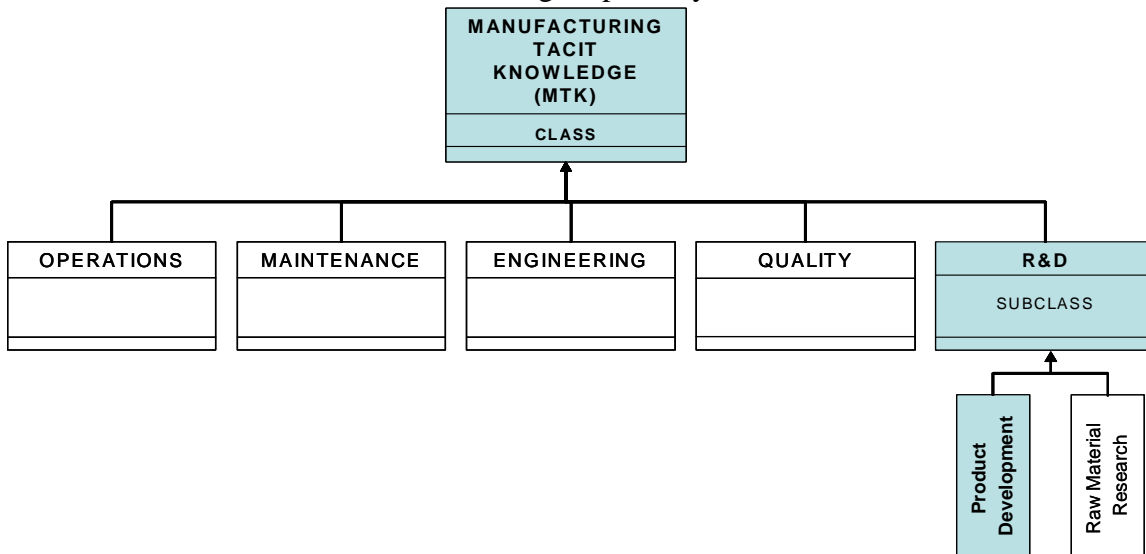 MANUFACTURING
TACIT
KNOWLEDGE
(MTK)
CLASS
OPERATIONS
MAINTENANCE
ENGINEERING
QUALITY
R&D
SUBCLASS
Product
Development
Raw Material
Research